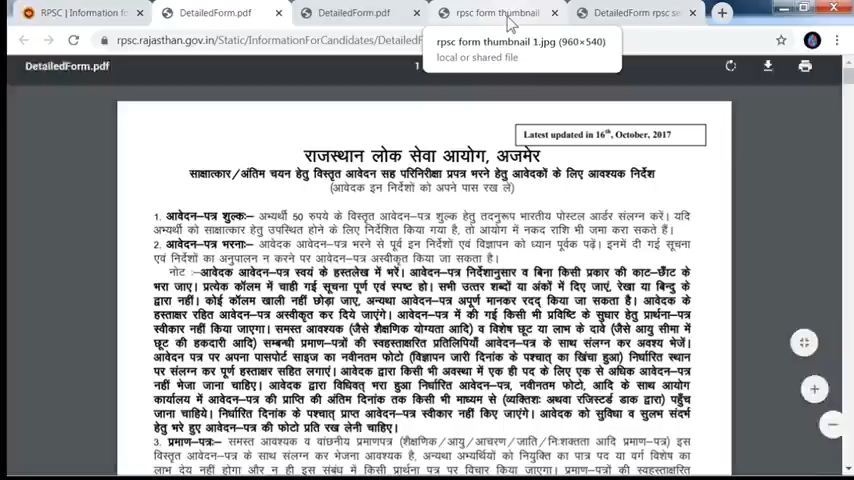 RPSC | Information f
DetailedForm.pdf
DetailedForm.pdf
rpsc form thumbnail
DetailedForm rpsc se
rpsc.rajasthan.gov.in/Static/InformationForCandidates/DetailedF
rpsc form thumbnail 1.jpg (960×540)
local or shared file
DetailedForm.pdf
1
Latest updated in 16th, October, 2017
राजस्थान लोक सेवा आयोग, अजमेर
साक्षात्कार/अंतिम चयन हेतु विस्तृत आवेदन सह परिनिरीक्षा प्रपत्र भरने हेतु आवेदकों के लिए आवश्यक निर्देश
(आवेदक इन निर्देशों को अपने पास रख लें)
1. आवेदन-पत्र शुल्कः- अभ्यर्थी 50 रुपये के विस्तृत आवेदन-पत्र शुल्क हेतु तदनुरूप भारतीय पोस्टल आर्डर संलग्न करें। यदि
अभ्यर्थी को साक्षात्कार हेतु उपस्थित होने के लिए निर्देशित किया गया है, तो आयोग में नकद राशि भी जमा करा सकते हैं।
2. आवेदन-पत्र भरनाः- आवेदक आवेदन-पत्र भरने से पूर्व इन निर्देशों एवं विज्ञापन को ध्यान पूर्वक पढ़ें। इनमें दी गई सूचना
एवं निर्देशों का अनुपालन न करने पर आवेदन-पत्र अस्वीकृत किया जा सकता है।
नोट :-आवेदक आवेदन-पत्र स्वयं के हस्तलेख में भरें। आवेदन-पत्र निर्देशानुसार व बिना किसी प्रकार की काट-छाँट के
भरा जाए। प्रत्येक कॉलम में चाही गई सूचना पूर्ण एवं स्पष्ट हो। सभी उत्तर शब्दों या अंकों में दिए जाएं, रेखा या बिन्दु के
द्वारा नहीं। कोई कॉलम खाली नहीं छोड़ा जाए, अन्यथा आवेदन-पत्र अपूर्ण मानकर रदद् किया जा सकता है। आवेदक के
हस्ताक्षर रहित आवेदन-पत्र अस्वीकृत कर दिये जाएंगे। आवेदन-पत्र में की गई किसी भी प्रविष्टि के सुधार हेतु प्रार्थना-पत्र
स्वीकार नहीं किया जाएगा। समस्त आवश्यक (जैसे शैक्षणिक योग्यता आदि) व विशेष छूट या लाभ के दावे (जैसे आयु सीमा में
छूट की हकदारी आदि) सम्बन्धी प्रमाण-पत्रों की स्वहस्ताक्षरित प्रतिलिपियाँ आवेदन-पत्र के साथ संलग्न कर अवश्य भेजें।
आवेदन पत्र पर अपना पासपोर्ट साइज का नवीनतम फोटो (विज्ञापन जारी दिनांक के पश्चात् का खिंचा हुआ) निर्धारित स्थान
पर संलग्न कर पूर्ण हस्ताक्षर सहित लगाएं। आवेदक द्वारा किसी भी अवस्था में एक ही पद के लिए एक से अधिक आवेदन-पत्र
नहीं भेजा जाना चाहिए। आवेदक द्वारा विधिवत् भरा हुआ निर्धारित आवेदन-पत्र, नवीनतम फोटो, आदि के साथ आयोग
कार्यालय में आवेदन-पत्र की प्राप्ति की अंतिम दिनांक तक किसी भी माध्यम से (व्यक्तिशः अथवा रजिस्टर्ड डाक द्वारा) पहुँच
जाना चाहिये। निर्धारित दिनांक के पश्चात् प्राप्त आवेदन-पत्र स्वीकार नहीं किए जाएंगे। आवेदक को सुविधा व सुलभ संदर्भ
हेतु भरे हुए आवेदन-पत्र की फोटो प्रति रख लेनी चाहिए।
3. प्रमाण-पत्रः- समस्त आवश्यक व वांछनीय प्रमाणपत्र (शैक्षणिक/आयु/आचरण/जाति/निःशक्तता आदि प्रमाण-पत्र) इस
विस्तृत आवेदन-पत्र के साथ संलग्न कर भेजना आवश्यक है, अन्यथा अभ्यर्थियों को नियुक्ति का पात्र पद या वर्ग विशेष का
लाभ देय नहीं होगा और न ही इस संबंध में किसी प्रार्थना पत्र पर विचार किया जाएगा। प्रमाण-पत्रों की स्वहस्ताक्षरित